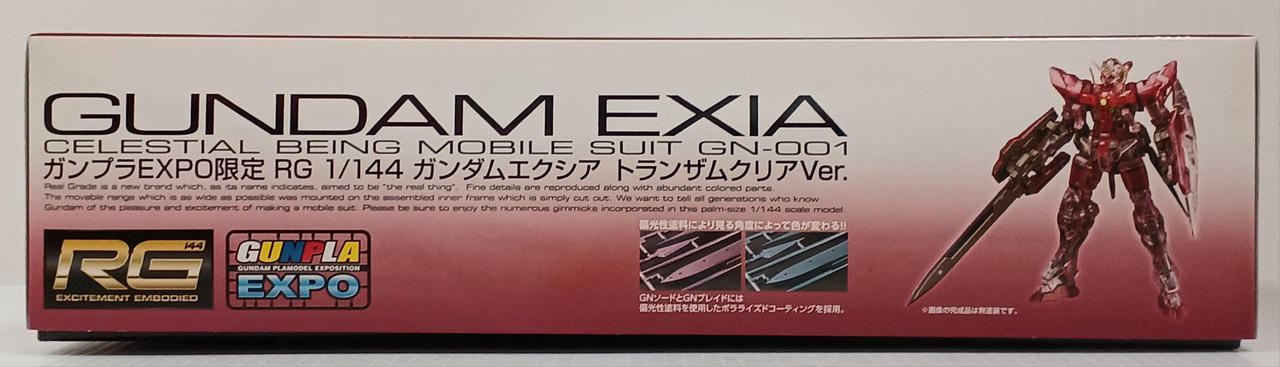 GUNDAM EXIA
CELESTIAL BEING MOBILE SUIT GN-001
ガンプラEXPO限定 RG 1/144 ガンダムエクシア トランザムクリアVer.
Real Grade is a new brand which, as its name indicates, aimed to be "the real thing". Fine details are reproduced along with abundant colored parts.
The movable range which is as wide as possible was mounted on the assembled inner frame which is simply cut out. We want to tell all generations who know
Gundam of the pleasure and excitement of making a mobile suit. Please be sure to enjoy the numerous gimmicks incorporated in this palm-size 1/144 scale model.
RG 1/144
EXCITEMENT EMBODIED
GUNPLA
GUNDAM PLAMODEL EXPOSITION
EXPO
偏光性塗料により見る角度によって色が変わる!!
GNソードとGNブレイドには
偏光性塗料を使用したポラライズドコーティングを採用。
※画像の完成品は無塗装です。